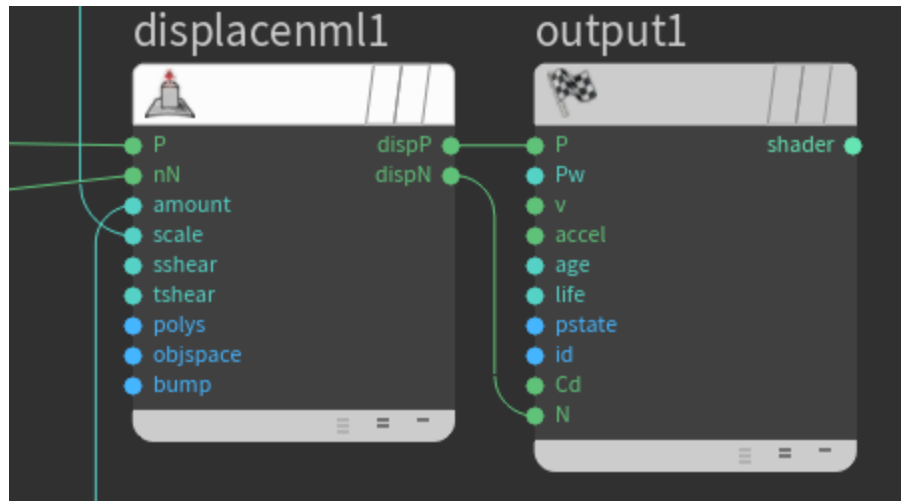 displacenml1
output1
P
dispP
nN
dispN
amount
scale
sshear
tshear
polys
objspace
bump
P
shader
Pw
v
accel
age
life
pstate
id
Cd
N